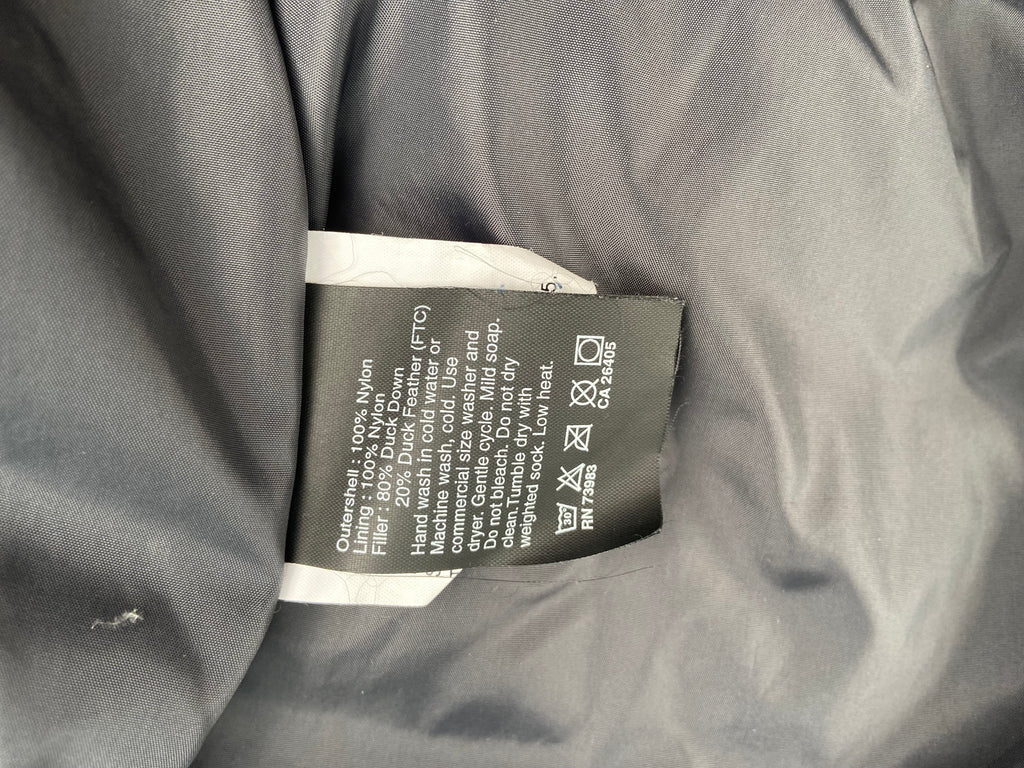 Outershell : 100% Nylon
Lining : 100% Nylon
Filler : 80% Duck Down
20% Duck Feather (FTC)
Hand wash in cold water or
Machine wash, cold. Use
commercial size washer and
dryer. Gentle cycle. Mild soap.
Do not bleach.Do not dry
clean.Tumble dry with
weighted sock. Low heat.
30
RN 73983 CA 26405
5.